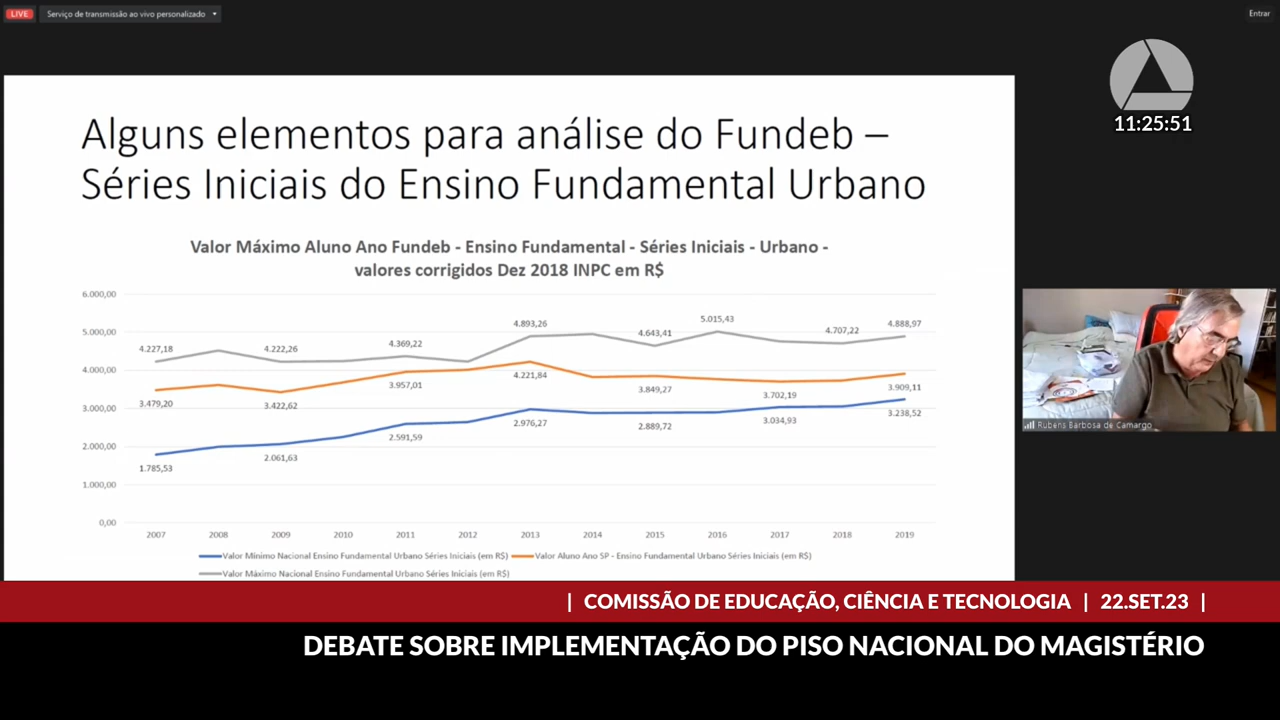 LIVE Serviço de transmissão ao vivo personalizado
Entrar
11:25:51
Alguns elementos para análise do Fundeb –
Séries Iniciais do Ensino Fundamental Urbano
Valor Máximo Aluno Ano Fundeb - Ensino Fundamental - Séries Iniciais - Urbano -
valores corrigidos Dez 2018 INPC em R$
6.000,00
5.000,00
4.000,00
3.000,00
2.000,00
1.000,00
0,00
4.227,18 4.222,26 4.369,22 4.893,26 4.643,41 5.015,43 4.707,22 4.888,97
3.479,20 3.422,62 3.957,01 4.221,84 3.849,27 3.702,19 3.909,11
1.785,53 2.061,63 2.591,59 2.976,27 2.889,72 3.034,93 3.238,52
2007 2008 2009 2010 2011 2012 2013 2014 2015 2016 2017 2018 2019
Valor Mínimo Nacional Ensino Fundamental Urbano Séries Iniciais (em R$) Valor Aluno Ano SP - Ensino Fundamental Urbano Séries Iniciais (em R$)
Valor Máximo Nacional Ensino Fundamental Urbano Séries Iniciais (em R$)
Rubens Barbosa de Camargo
| COMISSÃO DE EDUCAÇÃO, CIÊNCIA E TECNOLOGIA | 22.SET.23 |
DEBATE SOBRE IMPLEMENTAÇÃO DO PISO NACIONAL DO MAGISTÉRIO